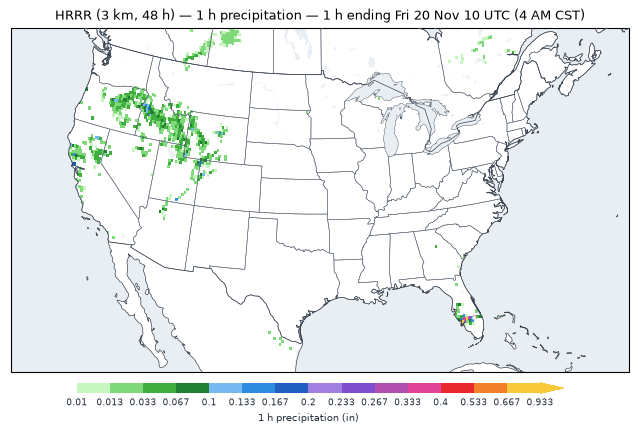 HRRR (3 km, 48 h) — 1 h precipitation — 1 h ending Fri 20 Nov 10 UTC (4 AM CST)
0.01 0.013 0.033 0.067 0.1 0.133 0.167 0.2 0.233 0.267 0.333 0.4 0.533 0.667 0.933
1 h precipitation (in)